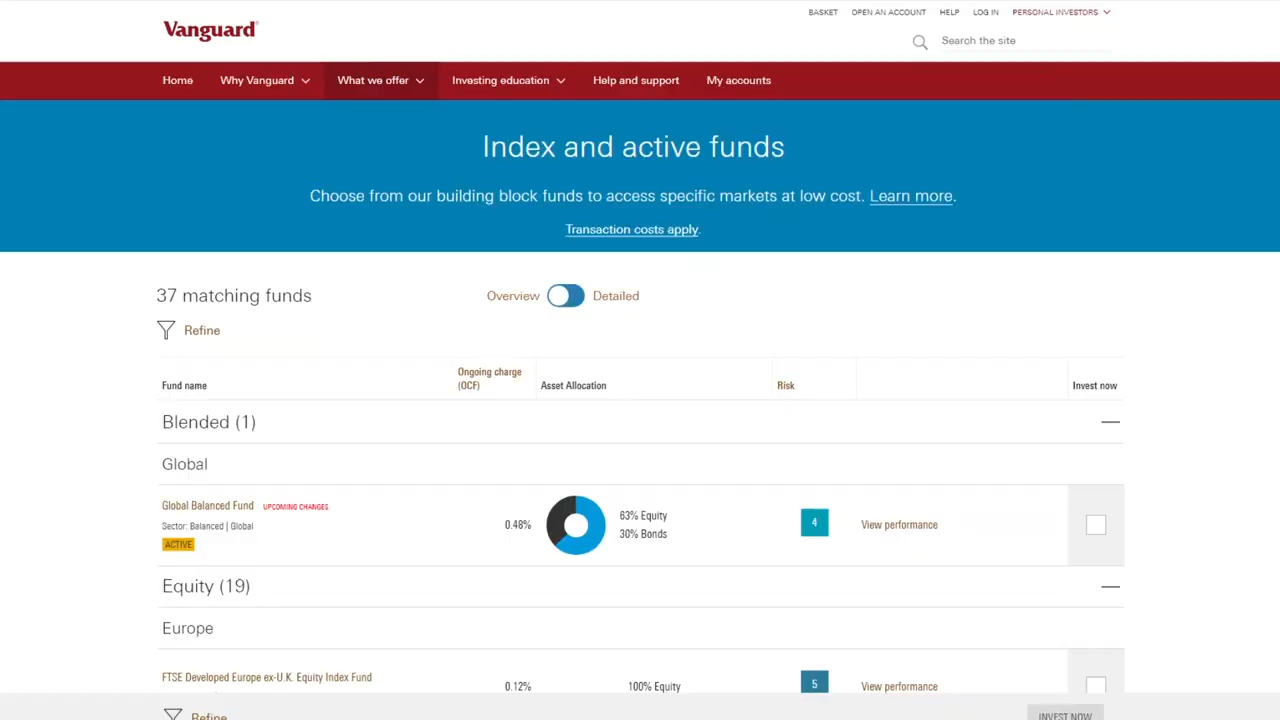 BASKET OPEN AN ACCOUNT HELP LOG IN PERSONAL INVESTORS
Vanguard
Search the site
Home Why Vanguard What we offer Investing education Help and support My accounts
Index and active funds
Choose from our building block funds to access specific markets at low cost. Learn more.
Transaction costs apply.
37 matching funds
Overview Detailed
Refine
Fund name Ongoing charge (OCF) Asset Allocation Risk Invest now
Blended (1)
Global
Global Balanced Fund UPCOMING CHANGES
Sector: Balanced | Global
ACTIVE
0.48%
63% Equity
30% Bonds
4
View performance
Equity (19)
Europe
FTSE Developed Europe ex-U.K. Equity Index Fund
0.12% 100% Equity 5 View performance
Refine
INVEST NOW